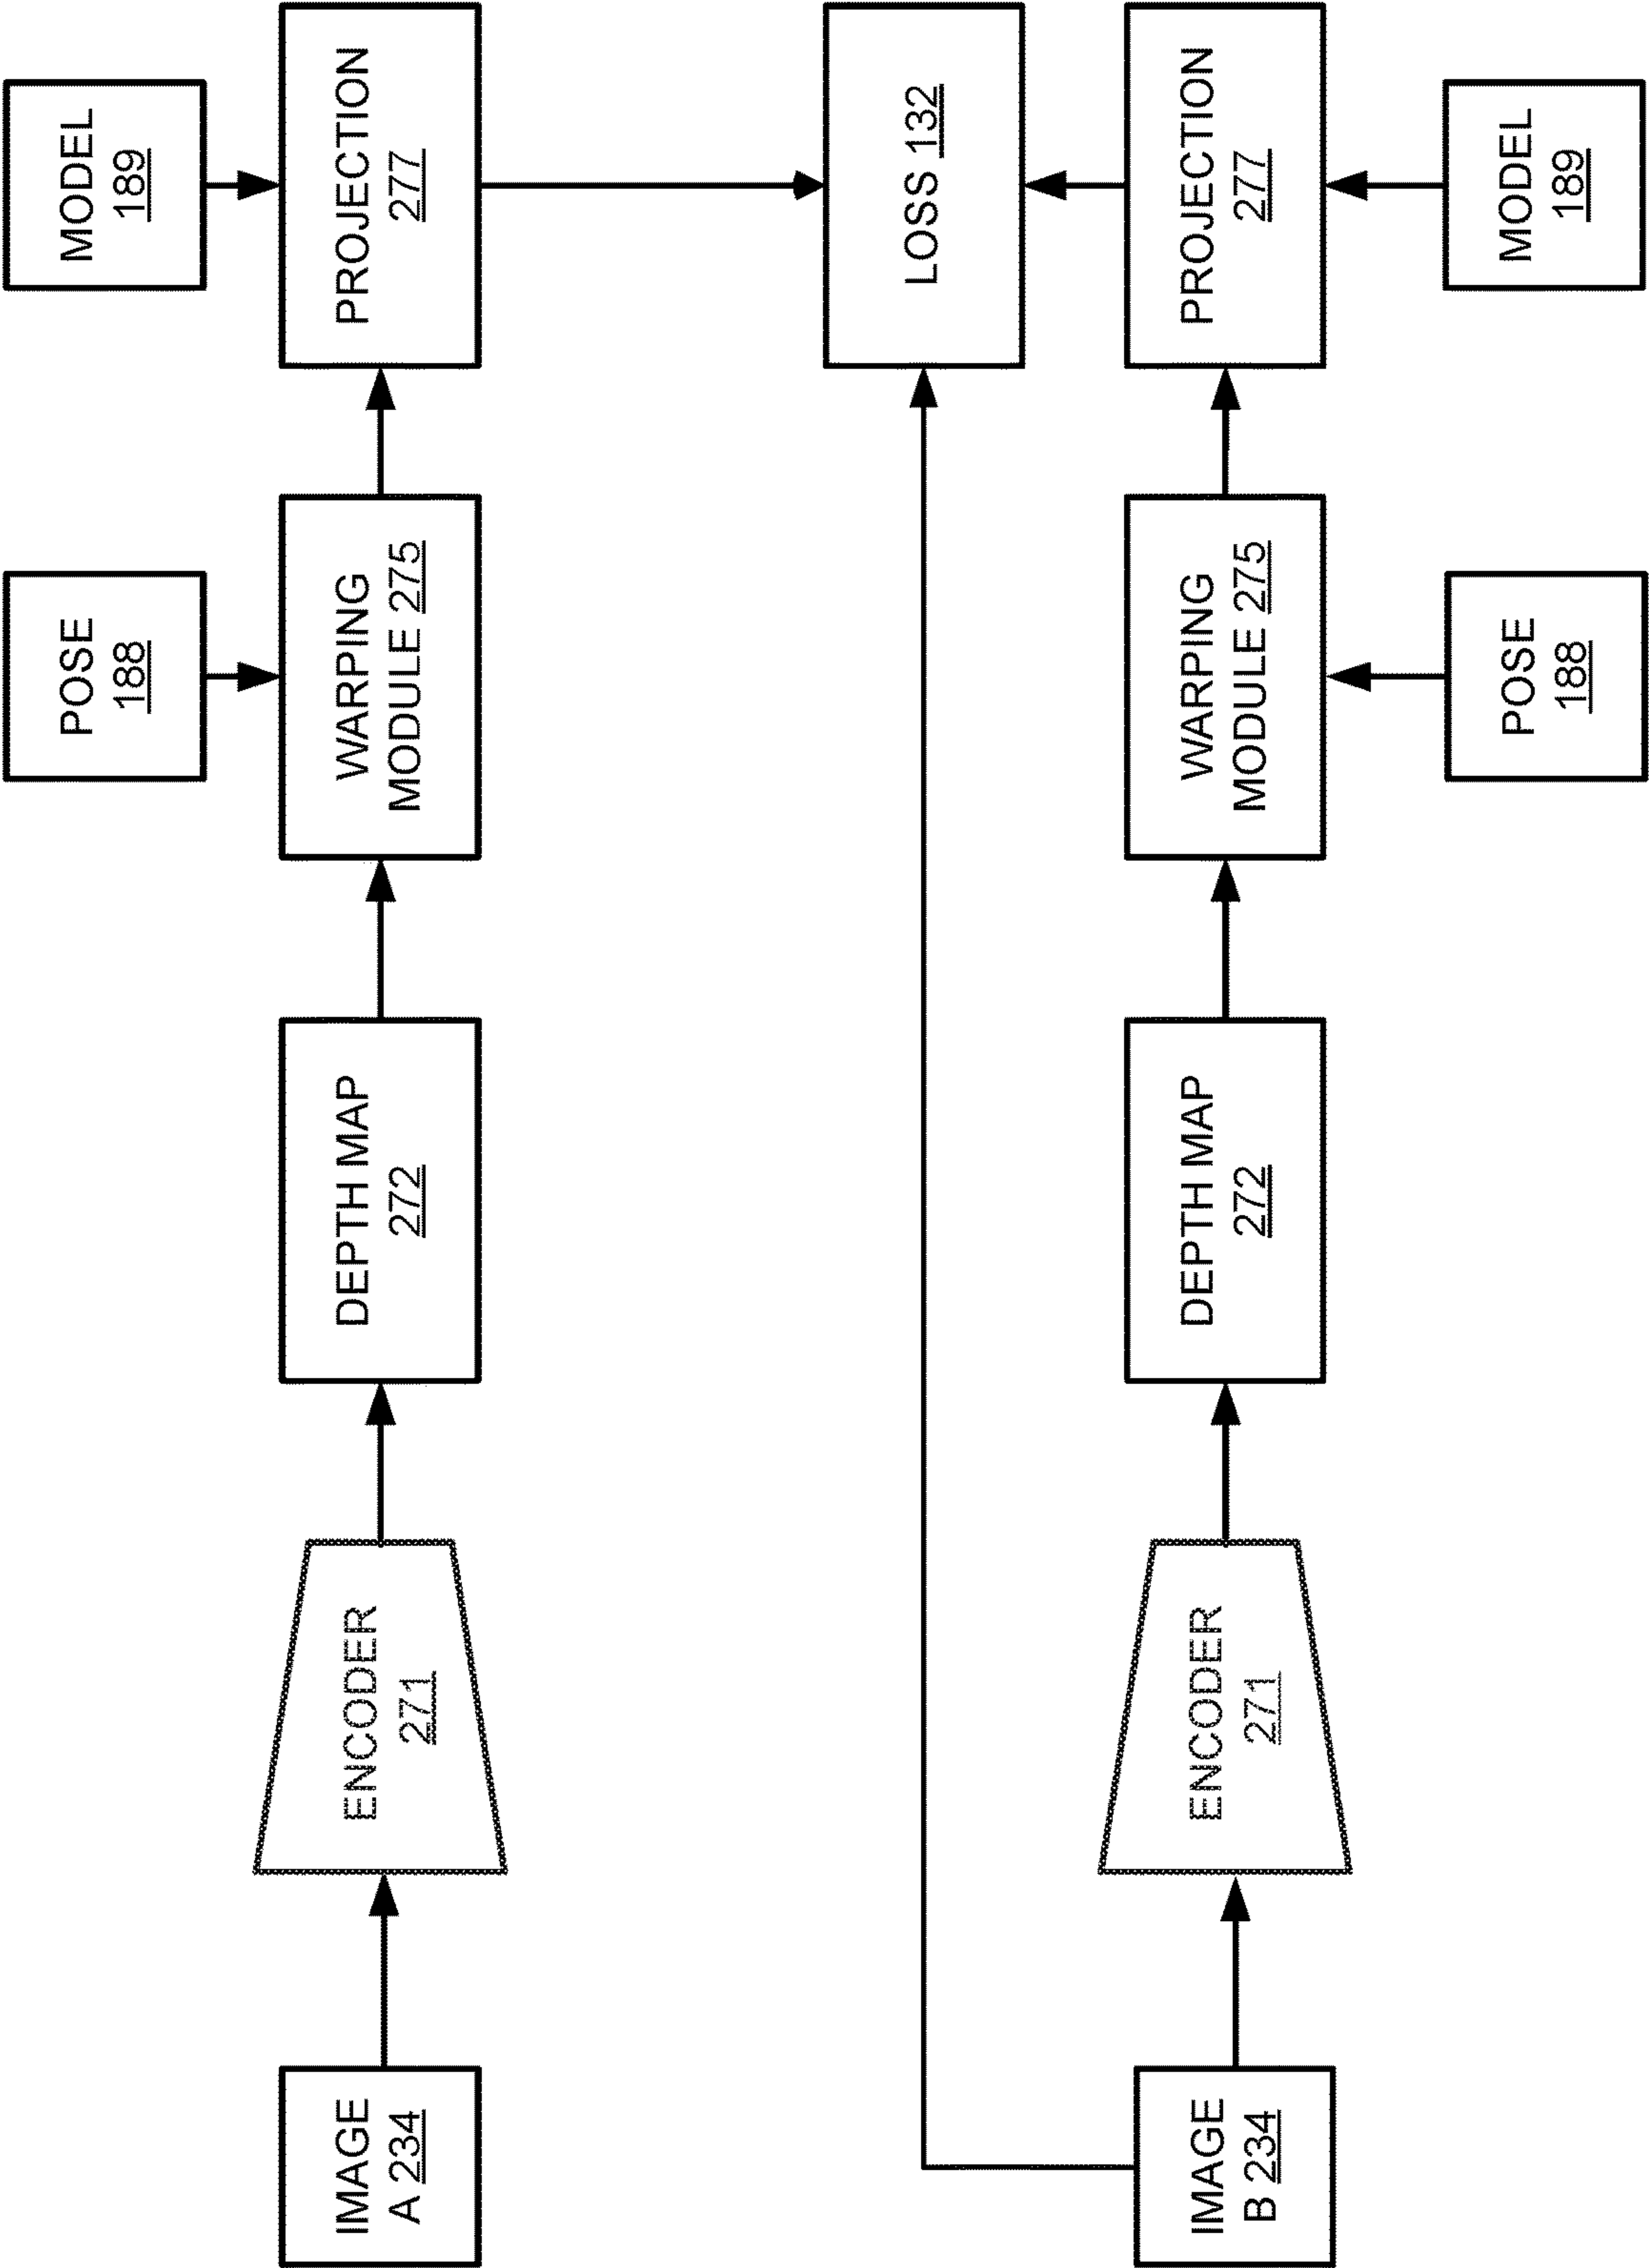 POSE
188
MODEL
189
IMAGE
A 234
ENCODER
271
DEPTH MAP
272
WARPING
MODULE 275
PROJECTION
277
LOSS 132
IMAGE
B 234
ENCODER
271
DEPTH MAP
272
WARPING
MODULE 275
PROJECTION
277
POSE
188
MODEL
189